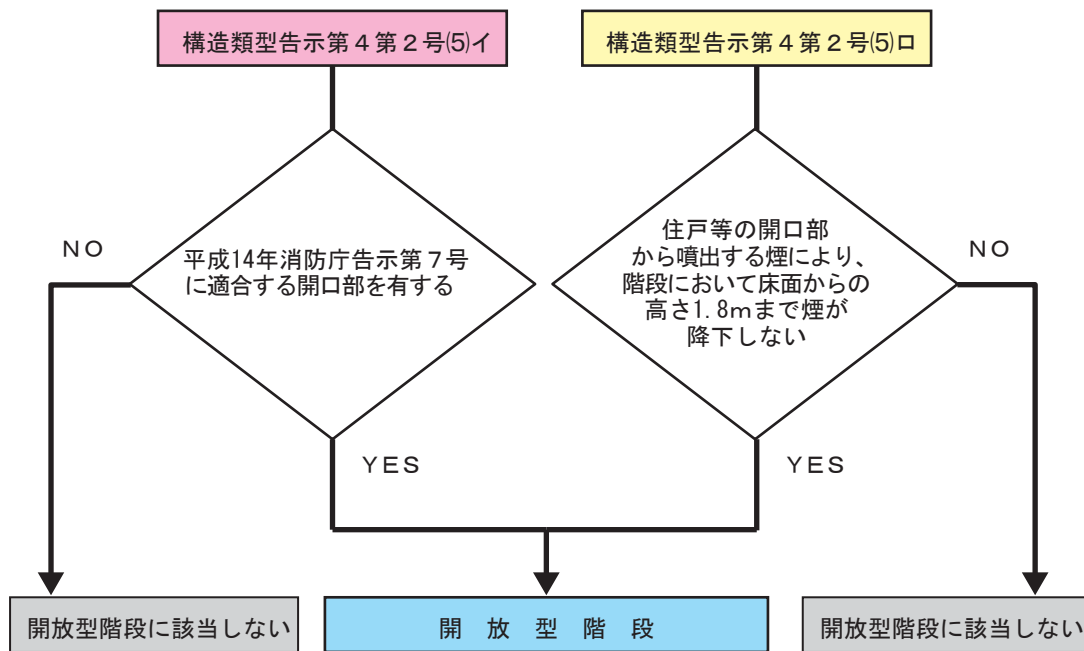 構造類型告示第４第２号⑸イ
構造類型告示第４第２号⑸ロ
NO
平成14年消防庁告示第７号
に適合する開口部を有する
住戸等の開口部
から噴出する煙により、
階段において床面からの
高さ1.8ｍまで煙が
降下しない
NO
YES
YES
開放型階段に該当しない
開放型階段
開放型階段に該当しない